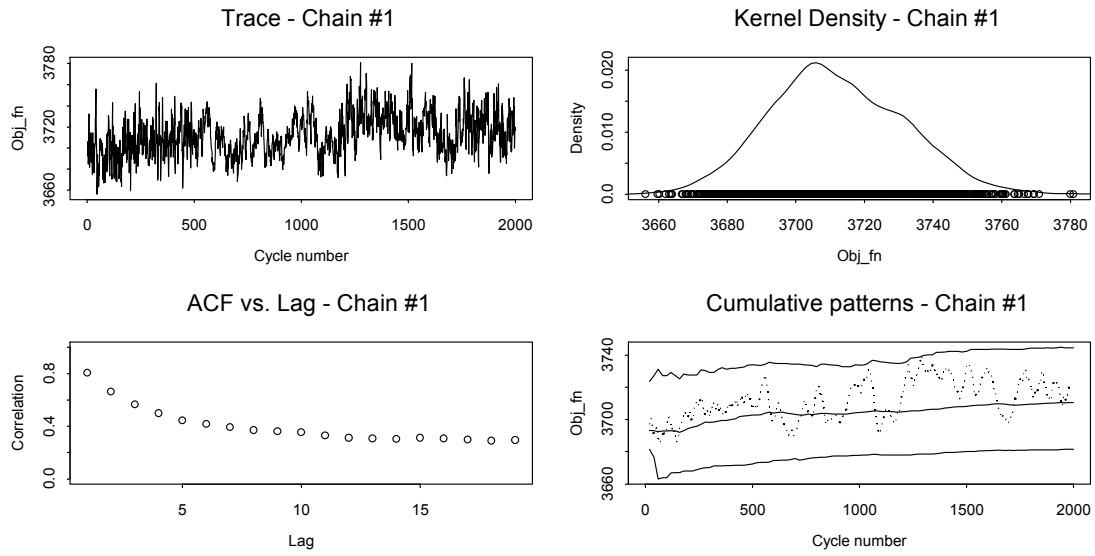 Trace - Chain #1
Obj_fn
3660 3720 3780
0 500 1000 1500 2000
Cycle number
Kernel Density - Chain #1
Density
0.0 0.010 0.020
3660 3680 3700 3720 3740 3760 3780
Obj_fn
ACF vs. Lag - Chain #1
Correlation
0.0 0.4 0.8
5 10 15
Lag
Cumulative patterns - Chain #1
Obj_fn
3660 3700 3740
0 500 1000 1500 2000
Cycle number